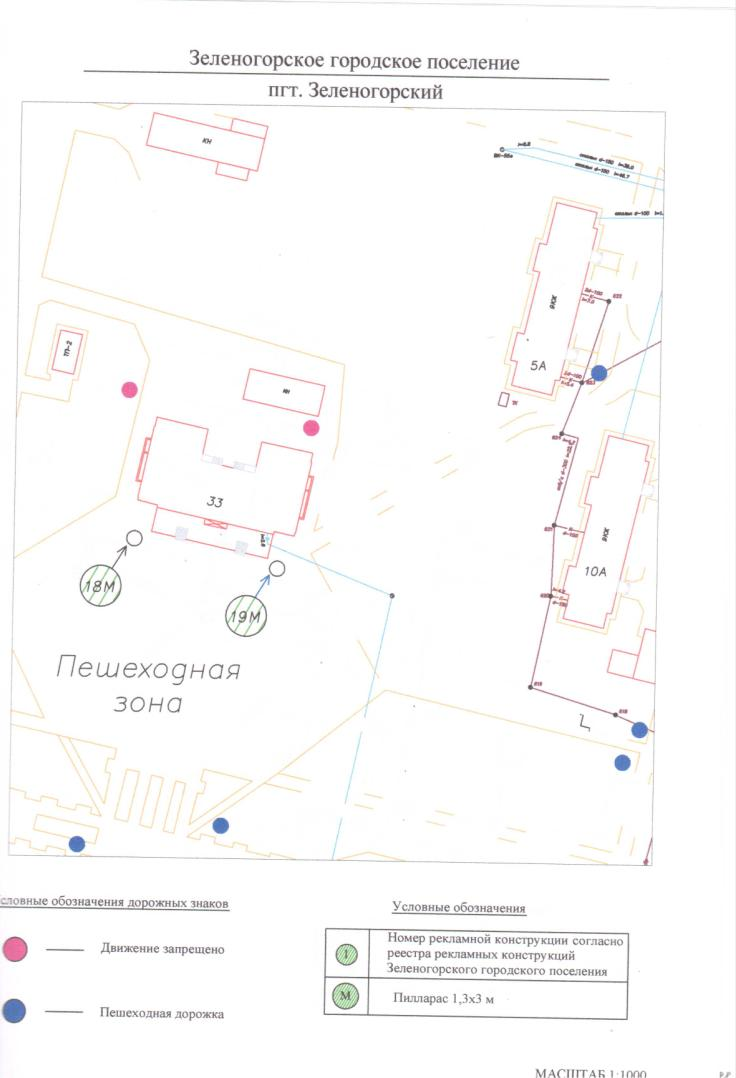 Зеленогорское городское поселение
пгт. Зеленогорский
КН
ТП-2
КН
33
5А
10А
18М
19М
Пешеходная
зона
словные обозначения дорожных знаков
Движение запрещено
Пешеходная дорожка
Условные обозначения
1
Номер рекламной конструкции согласно
реестра рекламных конструкций
Зеленогорского городского поселения
М
Пилларас 1,3х3 м
МАСШТАБ 1:1000